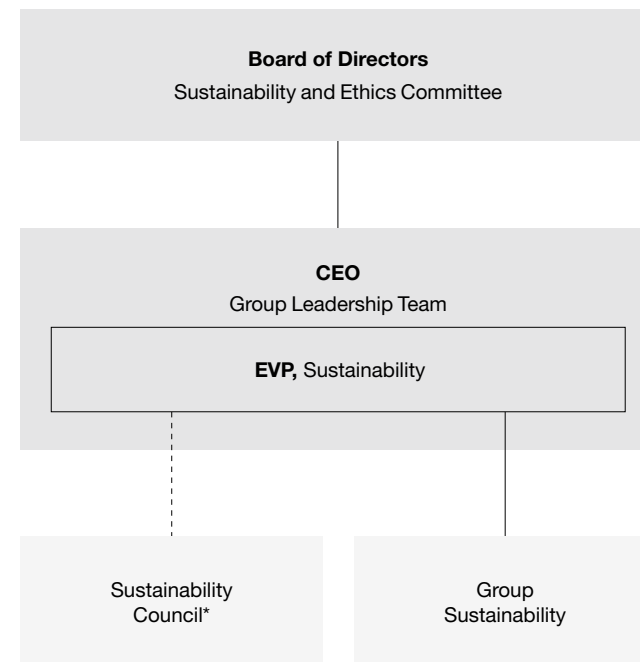 Board of Directors
Sustainability and Ethics Committee
CEO
Group Leadership Team
EVP, Sustainability
Sustainability
Council*
Group
Sustainability